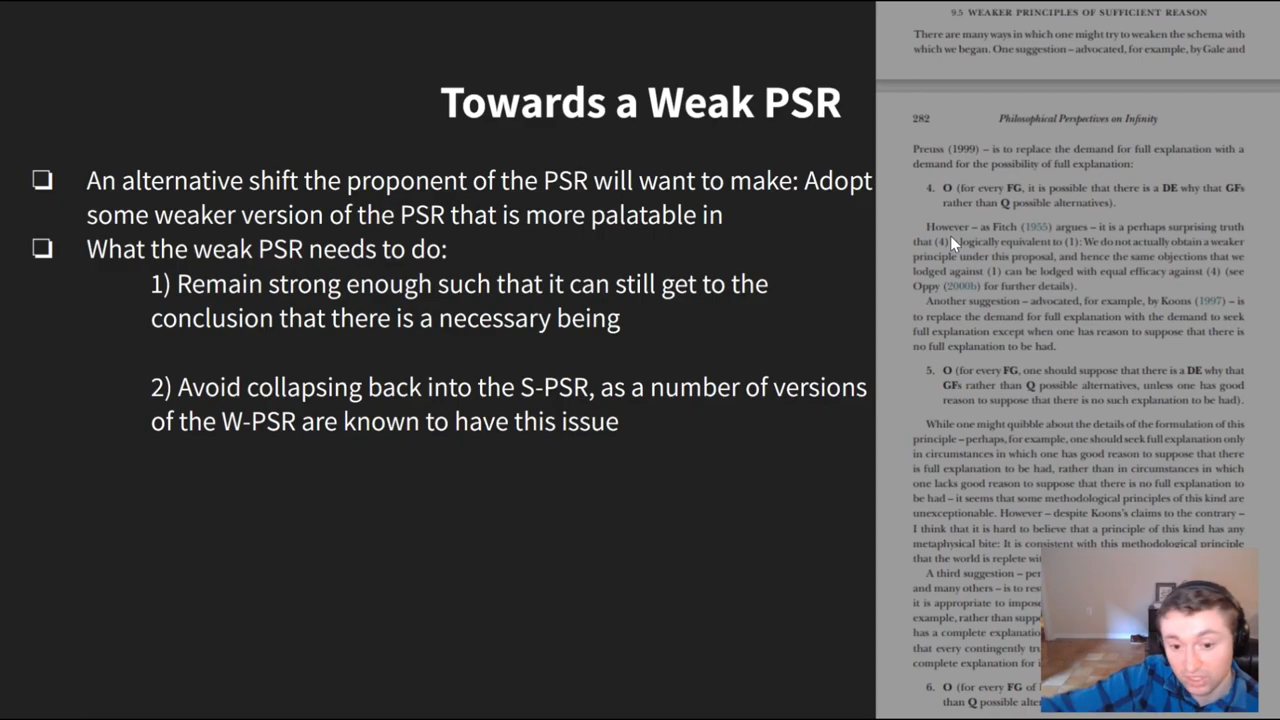 Towards a Weak PSR
❏ An alternative shift the proponent of the PSR will want to make: Adopt
some weaker version of the PSR that is more palatable in
❏ What the weak PSR needs to do:
1) Remain strong enough such that it can still get to the
conclusion that there is a necessary being
2) Avoid collapsing back into the S-PSR, as a number of versions
of the W-PSR are known to have this issue
9.5 WEAKER PRINCIPLES OF SUFFICIENT REASON
There are many ways in which one might try to weaken the schema with
which we began. One suggestion – advocated, for example, by Gale and
282 Philosophical Perspectives on Infinity
Preuss (1999) – is to replace the demand for full explanation with a
demand for the possibility of full explanation:
4. O (for every FG, it is possible that there is a DE why that GFs
rather than Q possible alternatives).
However – as Fitch (1955) argues – it is a perhaps surprising truth
that (4) logically equivalent to (1): We do not actually obtain a weaker
principle under this proposal, and hence the same objections that we
lodged against (1) can be lodged with equal efficacy against (4) (see
Oppy (2000b) for further details).
Another suggestion – advocated, for example, by Koons (1997) – is
to replace the demand for full explanation with the demand to seek
full explanation except when one has reason to suppose that there is
no full explanation to be had.
5. O (for every FG, one should suppose that there is a DE why that
GFs rather than Q possible alternatives, unless one has good
reason to suppose that there is no such explanation to be had).
While one might quibble about the details of the formulation of this
principle – perhaps, for example, one should seek full explanation only
in circumstances in which one has good reason to suppose that there
is full explanation to be had, rather than in circumstances in which
one lacks good reason to suppose that there is no full explanation to
be had – it seems that some methodological principles of this kind are
unexceptionable. However – despite Koons's claims to the contrary –
I think that it is hard to believe that a principle of this kind has any
metaphysical bite: It is consistent with this methodological principle
that the world is replete
A third suggestion
and many others – is to
it is appropriate to
example, rather than
has a complete
that every contingently
complete explanation for
6. O (for every FG of
than Q possible